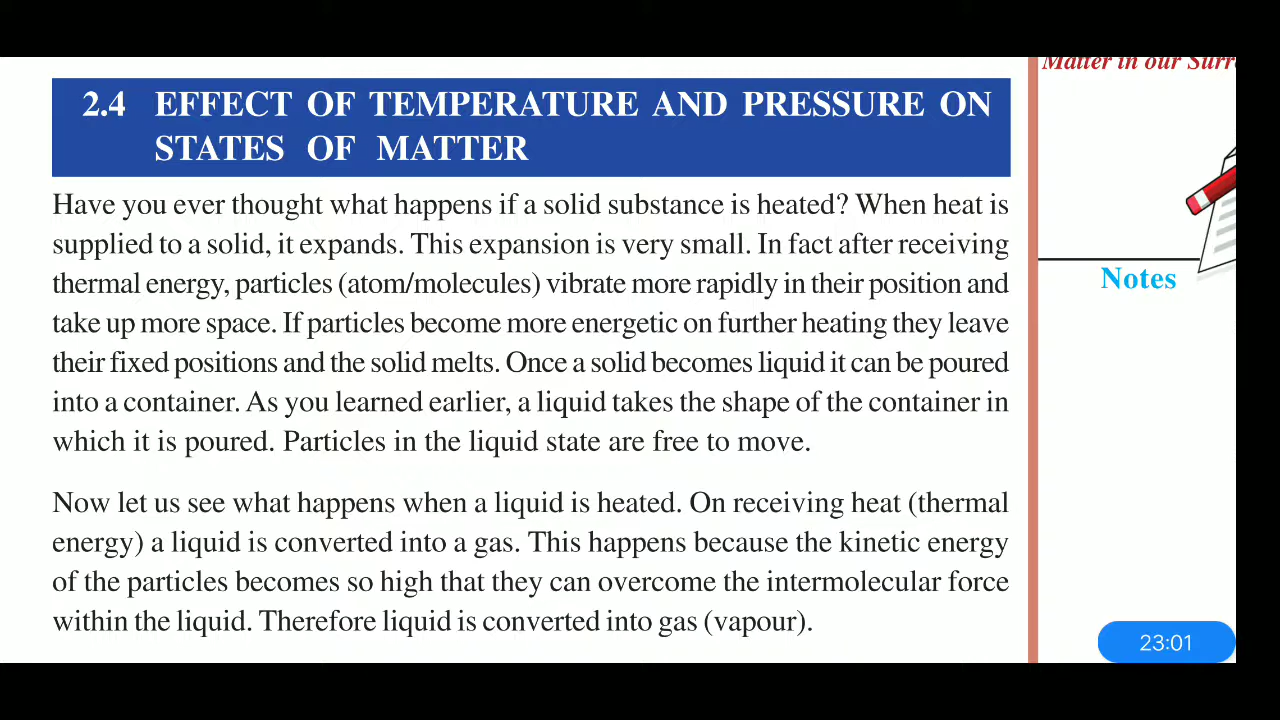 Matter in our Surr
2.4 EFFECT OF TEMPERATURE AND PRESSURE ON
STATES OF MATTER
Have you ever thought what happens if a solid substance is heated? When heat is
supplied to a solid, it expands. This expansion is very small. In fact after receiving
thermal energy, particles (atom/molecules) vibrate more rapidly in their position and
take up more space. If particles become more energetic on further heating they leave
their fixed positions and the solid melts. Once a solid becomes liquid it can be poured
into a container. As you learned earlier, a liquid takes the shape of the container in
which it is poured. Particles in the liquid state are free to move.
Now let us see what happens when a liquid is heated. On receiving heat (thermal
energy) a liquid is converted into a gas. This happens because the kinetic energy
of the particles becomes so high that they can overcome the intermolecular force
within the liquid. Therefore liquid is converted into gas (vapour).
Notes
23:01